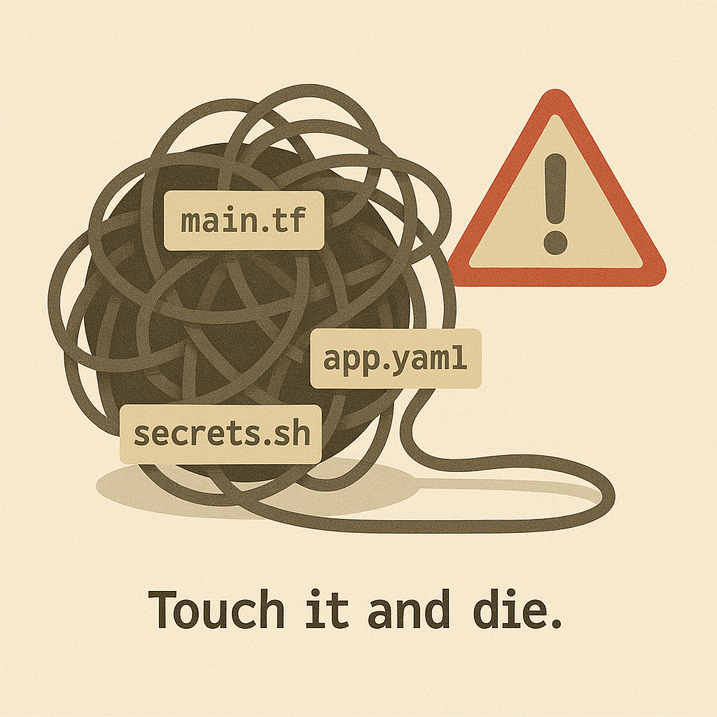 main.tf
!
app.yaml
secrets.sh
Touch it and die.